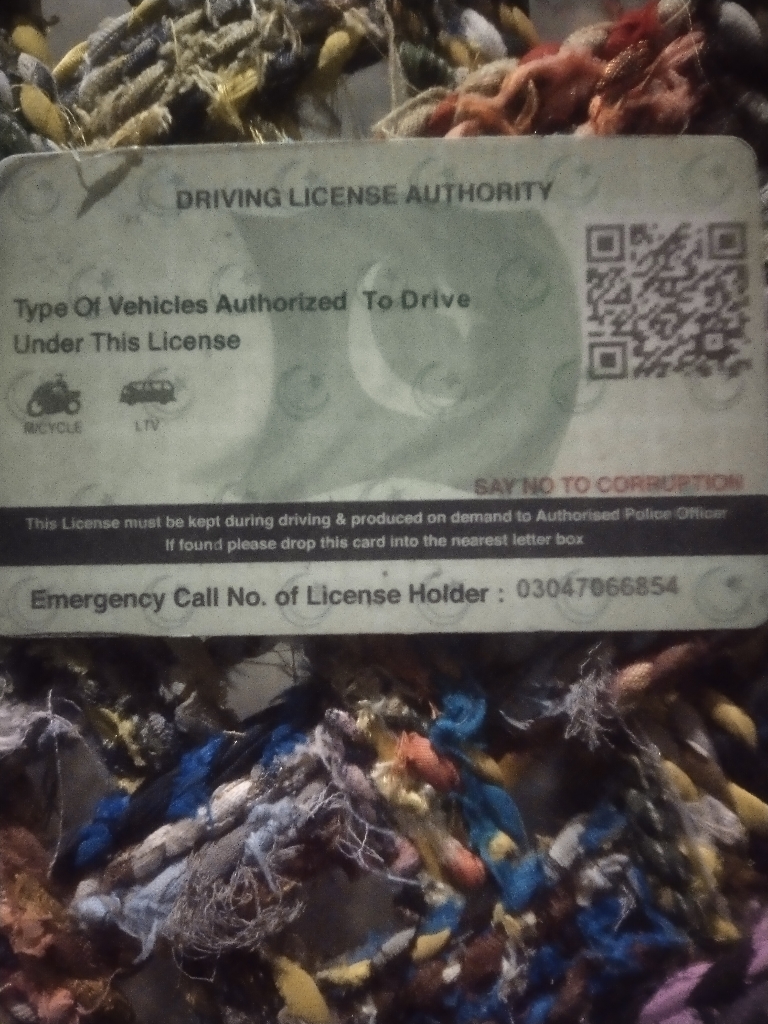 DRIVING LICENSE AUTHORITY
Type Of Vehicles Authorized To Drive
Under This License
M/CYCLE LTV
SAY NO TO CORRUPTION
This License must be kept during driving & produced on demand to Authorised Police Officer
If found please drop this card into the nearest letter box
Emergency Call No. of License Holder : 03047066854